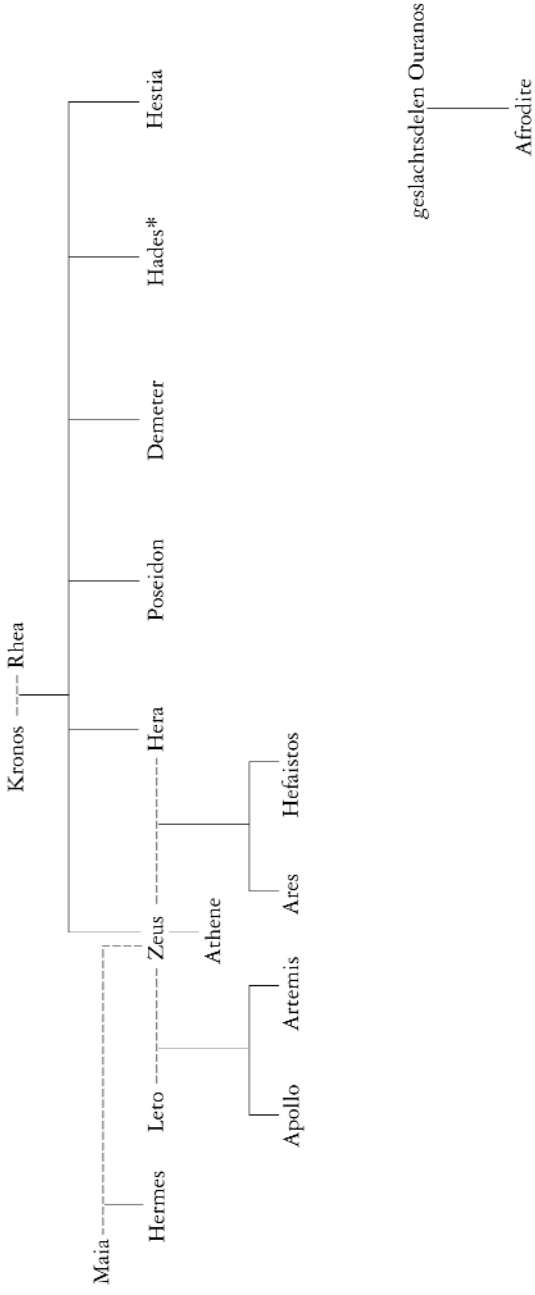 Kronos Rhea
Maia
Hermes Leto Zeus Hera Poseidon Demeter Hades* Hestia
Athene
Apollo Artemis Ares Hefaistos
geslachtsdelen Ouranos
Afrodite